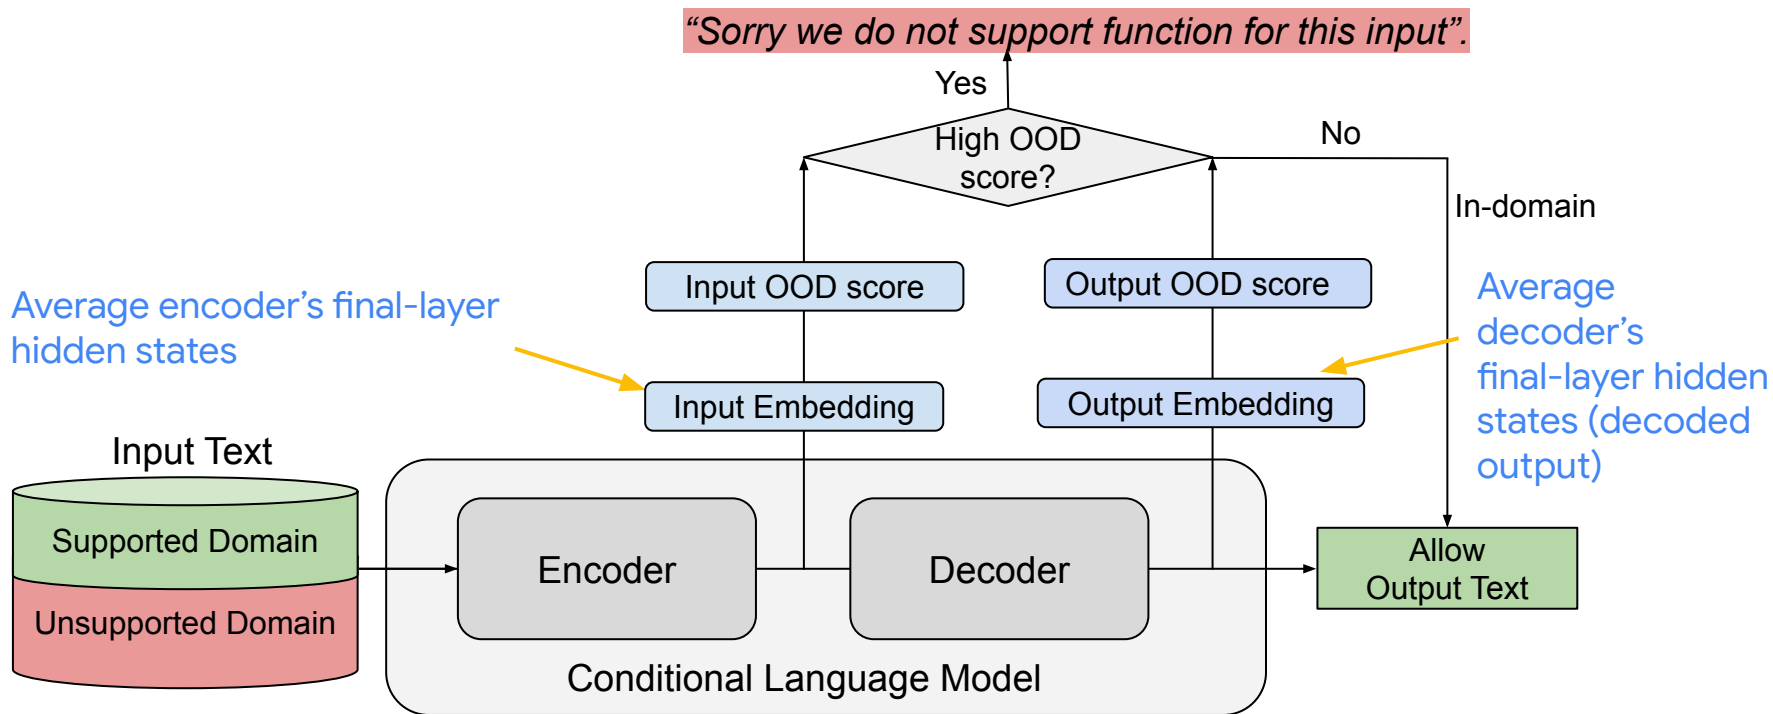 “Sorry we do not support function for this input”.
Yes
High OOD
score?
No
In-domain
Input OOD score
Output OOD score
Average encoder’s final-layer
hidden states
Average
decoder’s
final-layer hidden
states (decoded
output)
Input Embedding
Output Embedding
Input Text
Supported Domain
Unsupported Domain
Encoder
Decoder
Allow
Output Text
Conditional Language Model